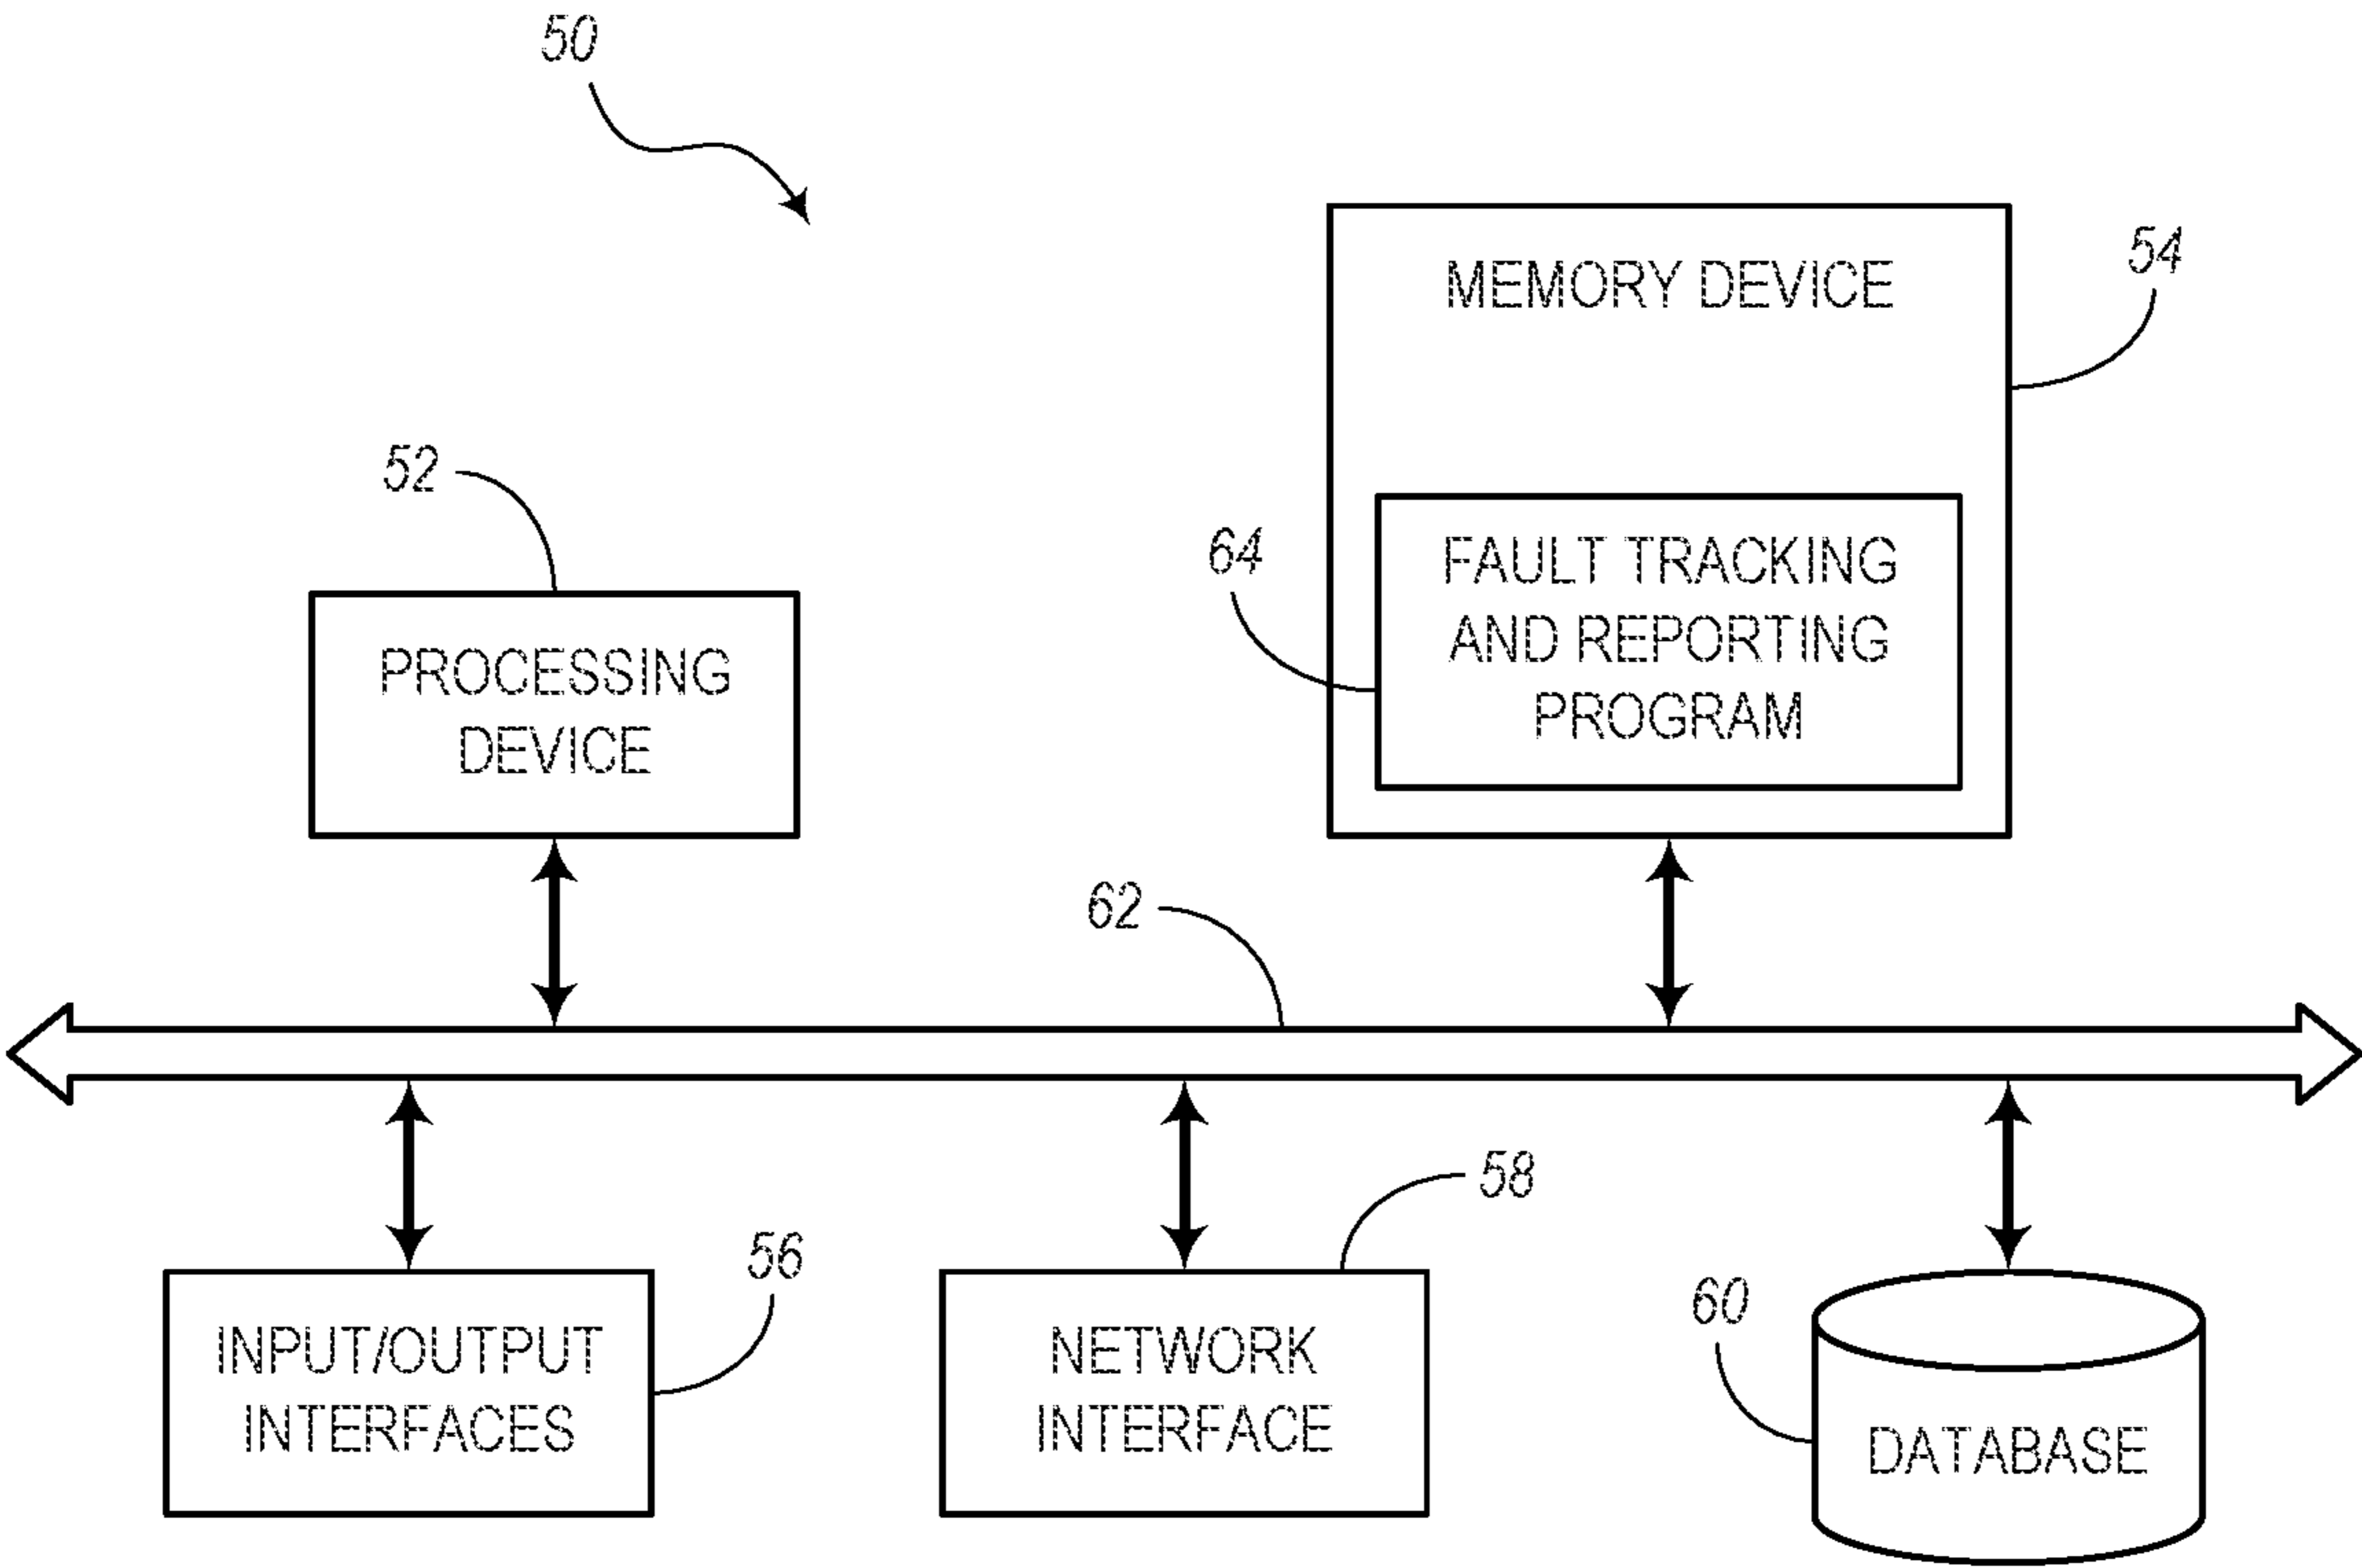 50
MEMORY DEVICE
54
52
64
FAULT TRACKING
AND REPORTING
PROGRAM
PROCESSING
DEVICE
62
58
56
60
INPUT/OUTPUT
INTERFACES
NETWORK
INTERFACE
DATABASE